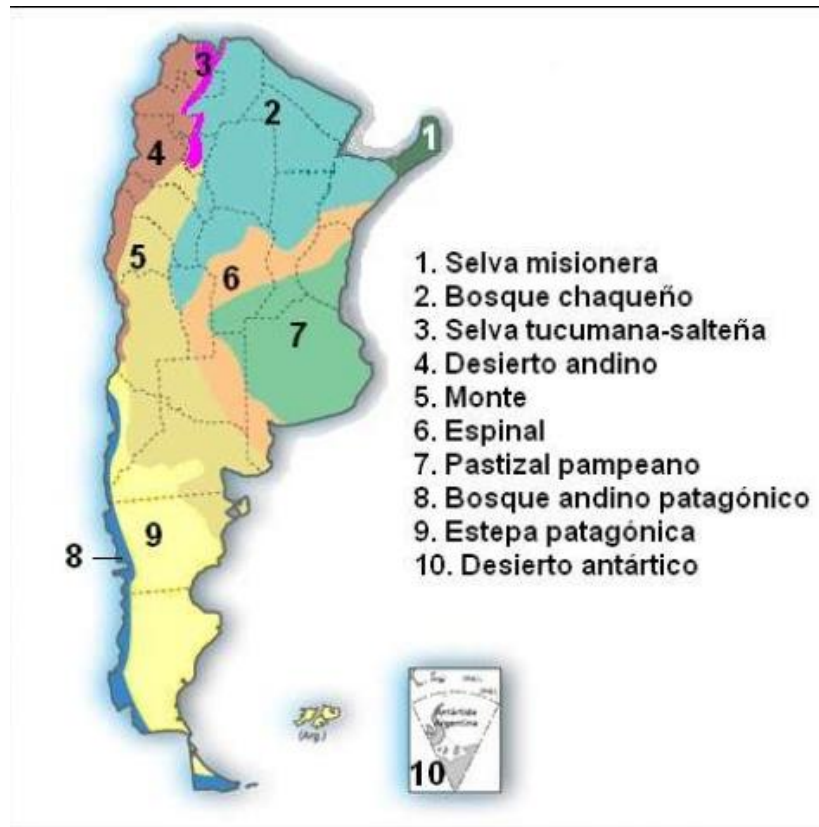 3
2
1
4
5
6
7
9
8
1. Selva misionera
2. Bosque chaqueño
3. Selva tucumana-salteña
4. Desierto andino
5. Monte
6. Espinal
7. Pastizal pampeano
8. Bosque andino patagónico
9. Estepa patagónica
10. Desierto antártico
(Arg.)
Antártida
Argentina
10